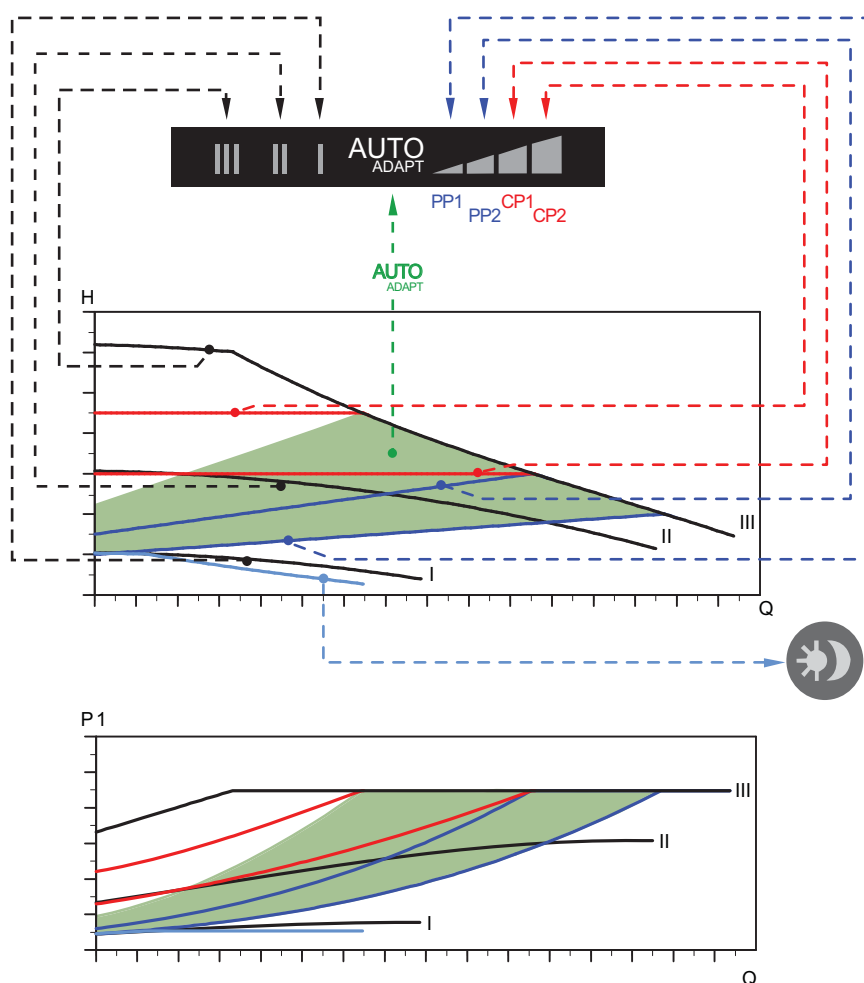 III II I AUTO
ADAPT
PP1 PP2 CP1 CP2
AUTO
ADAPT
H
III
II
I
Q
P1
III
II
I
Q